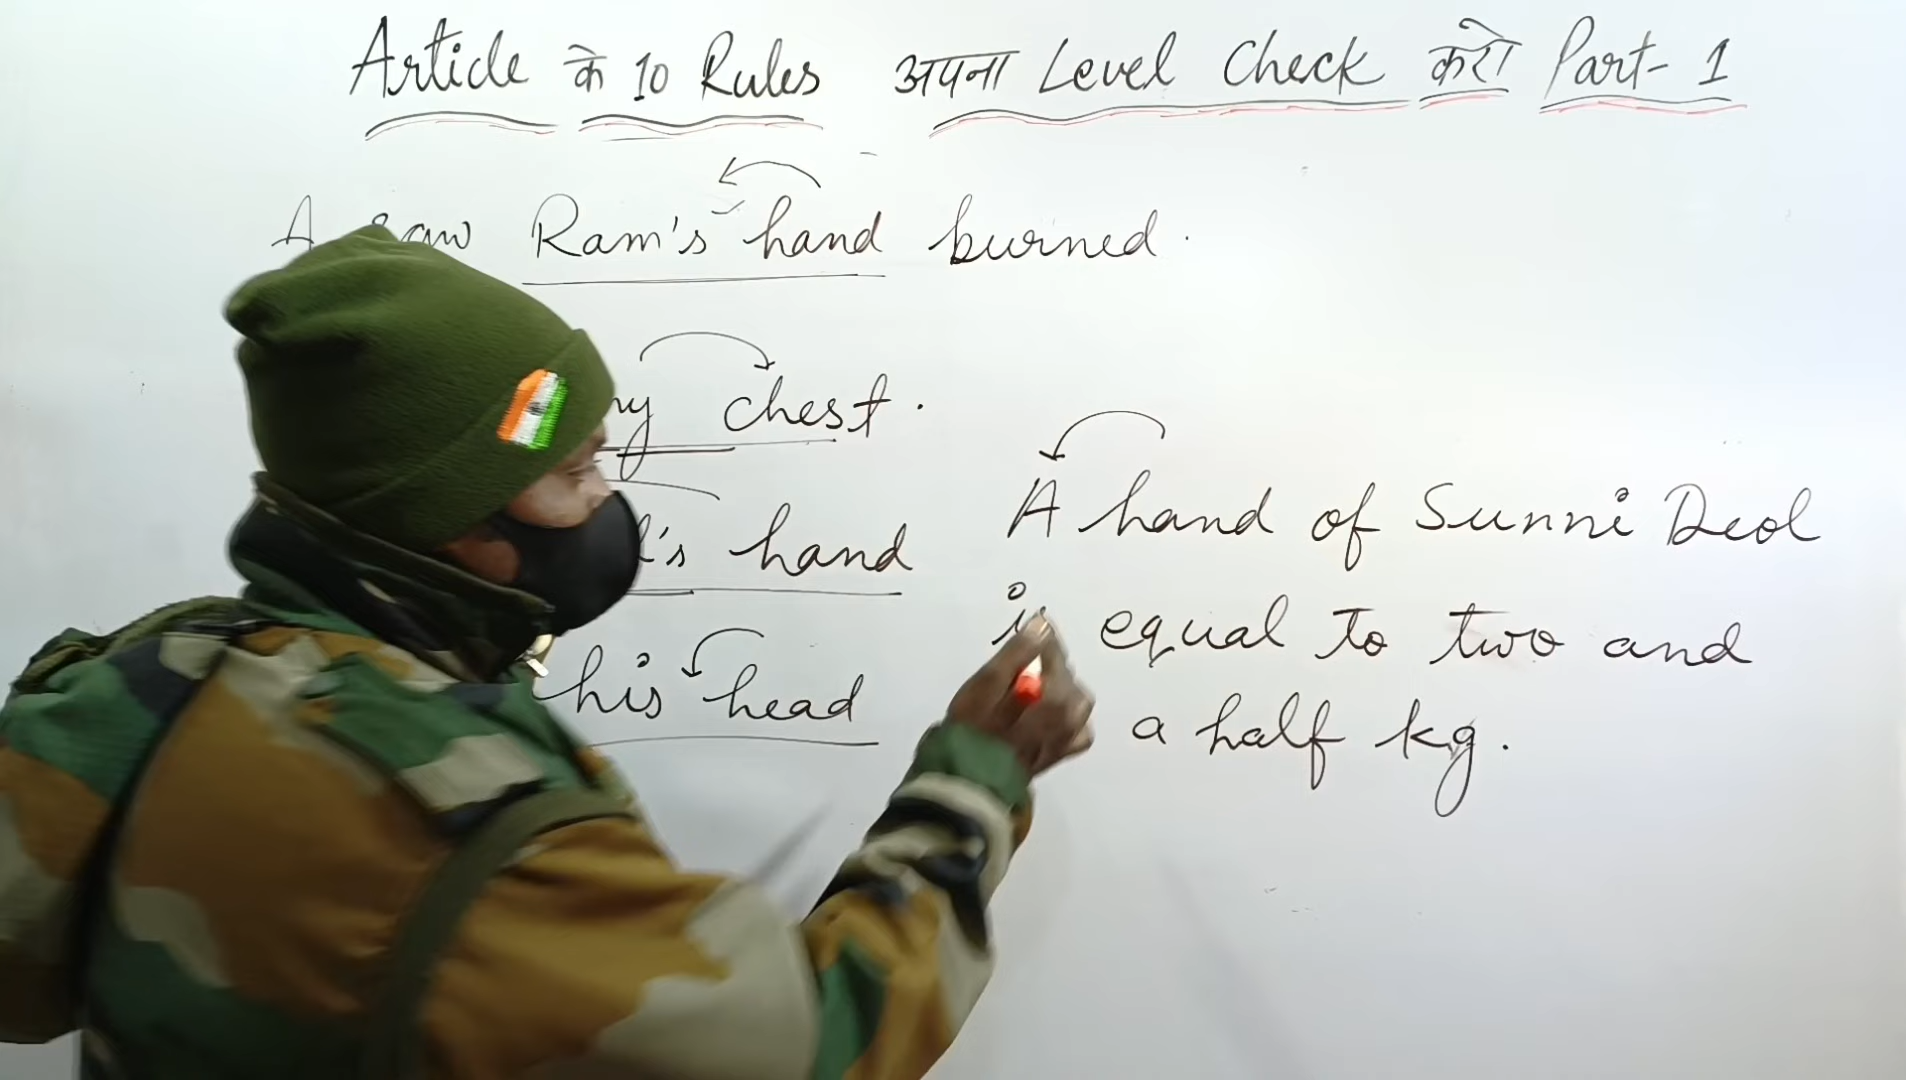 Article के 10 Rules अपना Level Check करो Part- 1
saw Ram's hand burned.
chest.
hand
his head
A hand of Sunni Deol
is equal to two and
a half kg.